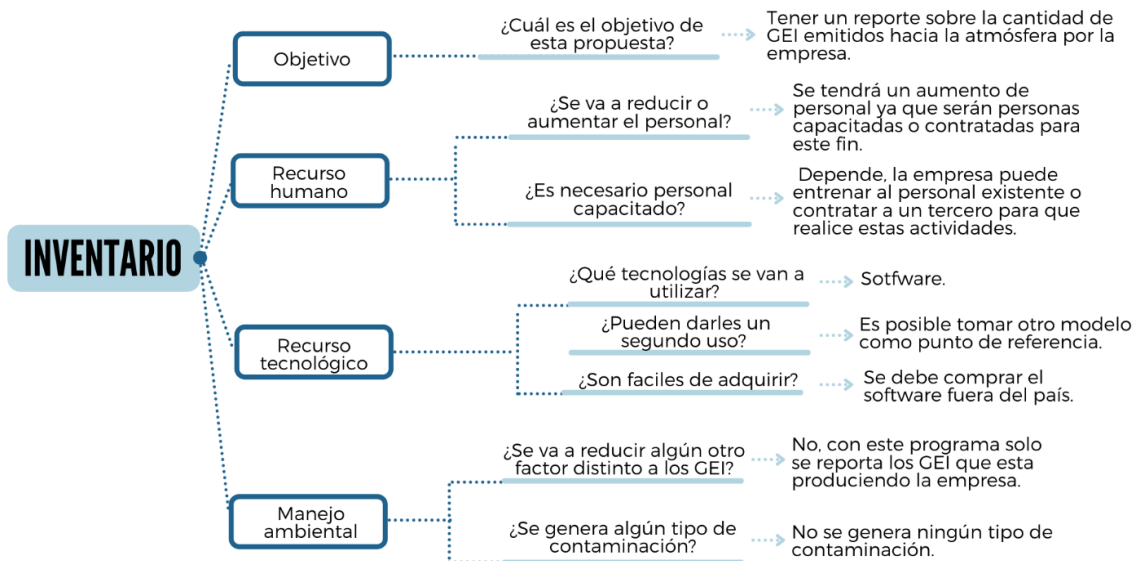 INVENTARIO
Objetivo
¿Cuál es el objetivo de
esta propuesta?
Tener un reporte sobre la cantidad de
GEI emitidos hacia la atmósfera por la
empresa.
Recurso
humano
¿Se va a reducir o
aumentar el personal?
Se tendrá un aumento de
personal ya que serán personas
capacitadas o contratadas para
este fin.
¿Es necesario personal
capacitado?
Depende, la empresa puede
entrenar al personal existente o
contratar a un tercero para que
realice estas actividades.
Recurso
tecnológico
¿Qué tecnologías se van a
utilizar?
Sotfware.
¿Pueden darles un
segundo uso?
Es posible tomar otro modelo
como punto de referencia.
¿Son faciles de adquirir?
Se debe comprar el
software fuera del país.
Manejo
ambiental
¿Se va a reducir algún otro
factor distinto a los GEI?
No, con este programa solo
se reporta los GEI que esta
produciendo la empresa.
¿Se genera algún tipo de
contaminación?
No se genera ningún tipo de
contaminación.